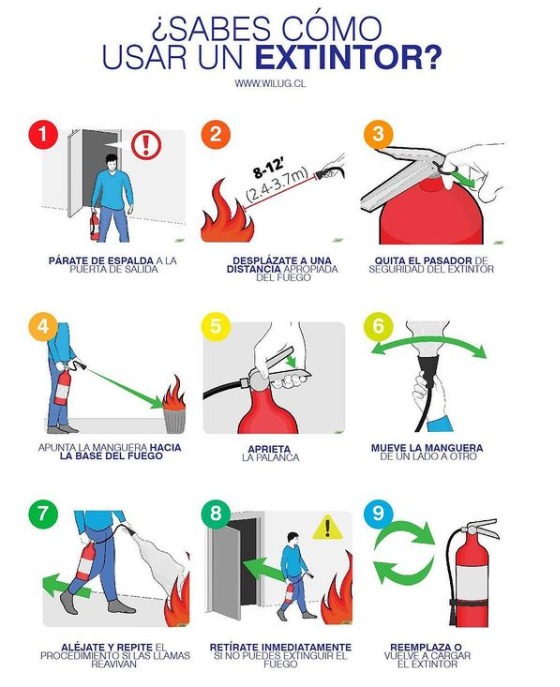 ¿SABES CÓMO
USAR UN EXTINTOR?
WWW.WILUG.CL
1
PÁRATE DE ESPALDA A LA
PUERTA DE SALIDA
2
8-12'
(2.4-3.7m)
DESPLÁZATE A UNA
DISTANCIA APROPIADA
DEL FUEGO
3
QUITA EL PASADOR DE
SEGURIDAD DEL EXTINTOR
4
APUNTA LA MANGUERA HACIA
LA BASE DEL FUEGO
5
APRIETA
LA PALANCA
6
MUEVE LA MANGUERA
DE UN LADO A OTRO
7
ALÉJATE Y REPITE EL
PROCEDIMIENTO SI LAS LLAMAS
REAVIVAN
8
RETÍRATE INMEDIATAMENTE
SI NO PUEDES EXTINGUIR EL
FUEGO
9
REEMPLAZA O
VUELVE A CARGAR
EL EXTINTOR